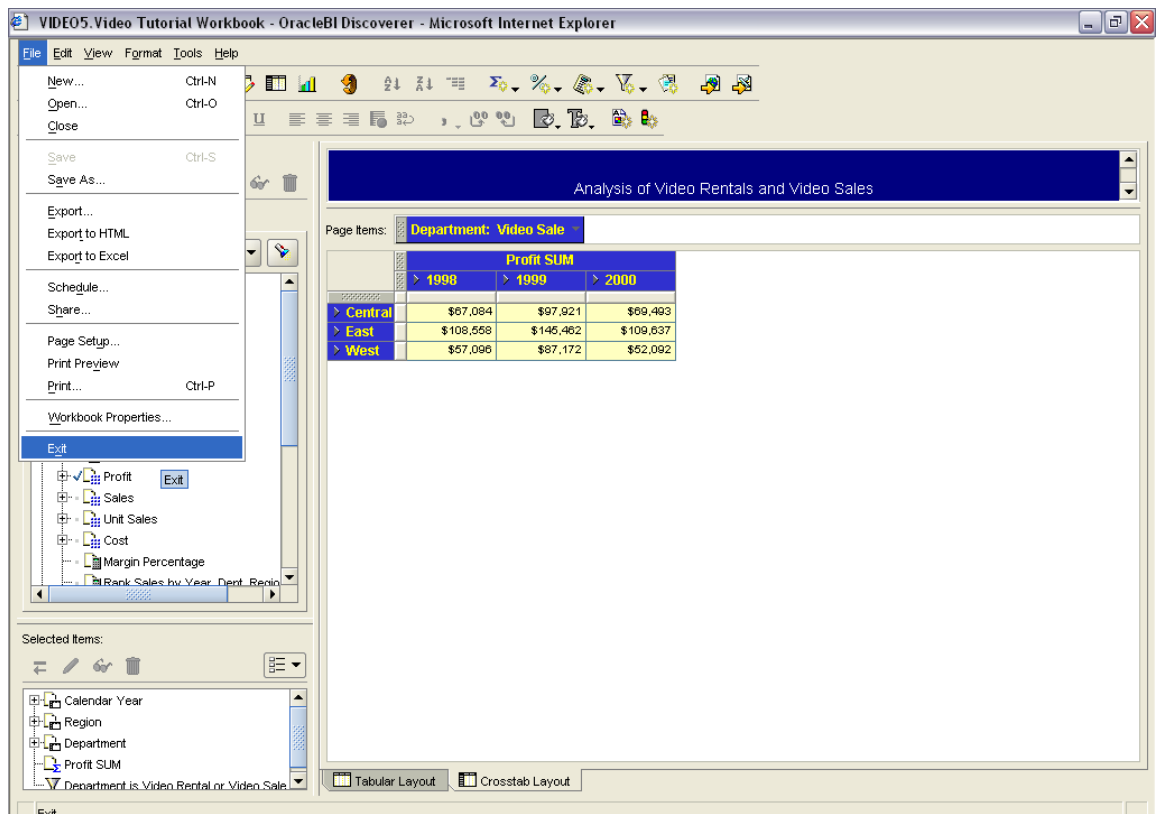 VIDEO5.Video Tutorial Workbook - OracleBI Discoverer - Microsoft Internet Explorer
File Edit View Format Tools Help
New... Ctrl-N
Open... Ctrl-O
Close
Save Ctrl-S
Save As...
Export...
Export to HTML
Export to Excel
Schedule...
Share...
Page Setup...
Print Preview
Print... Ctrl-P
Workbook Properties...
Exit
Exit
Profit
Sales
Unit Sales
Cost
Margin Percentage
Rank Sales by Year, Dept, Regio
Selected Items:
Calendar Year
Region
Department
Profit SUM
Department is Video Rental or Video Sale
Analysis of Video Rentals and Video Sales
Page Items: Department: Video Sale
Profit SUM
1998 1999 2000
Central $67,084 $97,921 $69,493
East $108,558 $145,462 $109,637
West $57,096 $87,172 $52,092
Tabular Layout Crosstab Layout
Exit